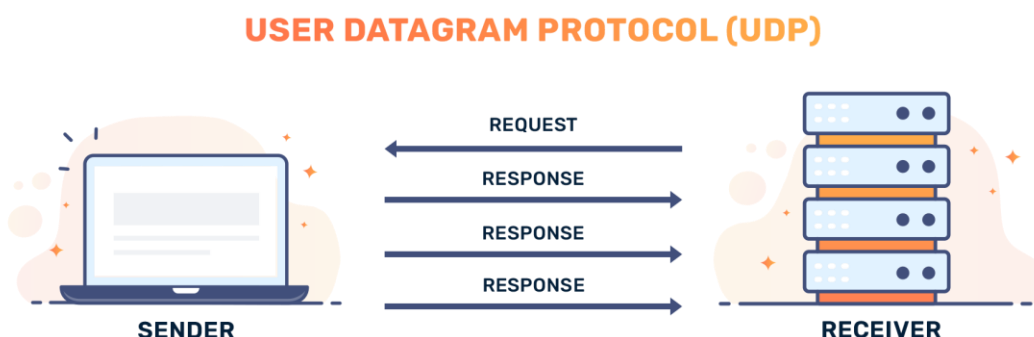 USER DATAGRAM PROTOCOL (UDP)
REQUEST
RESPONSE
RESPONSE
RESPONSE
SENDER
RECEIVER